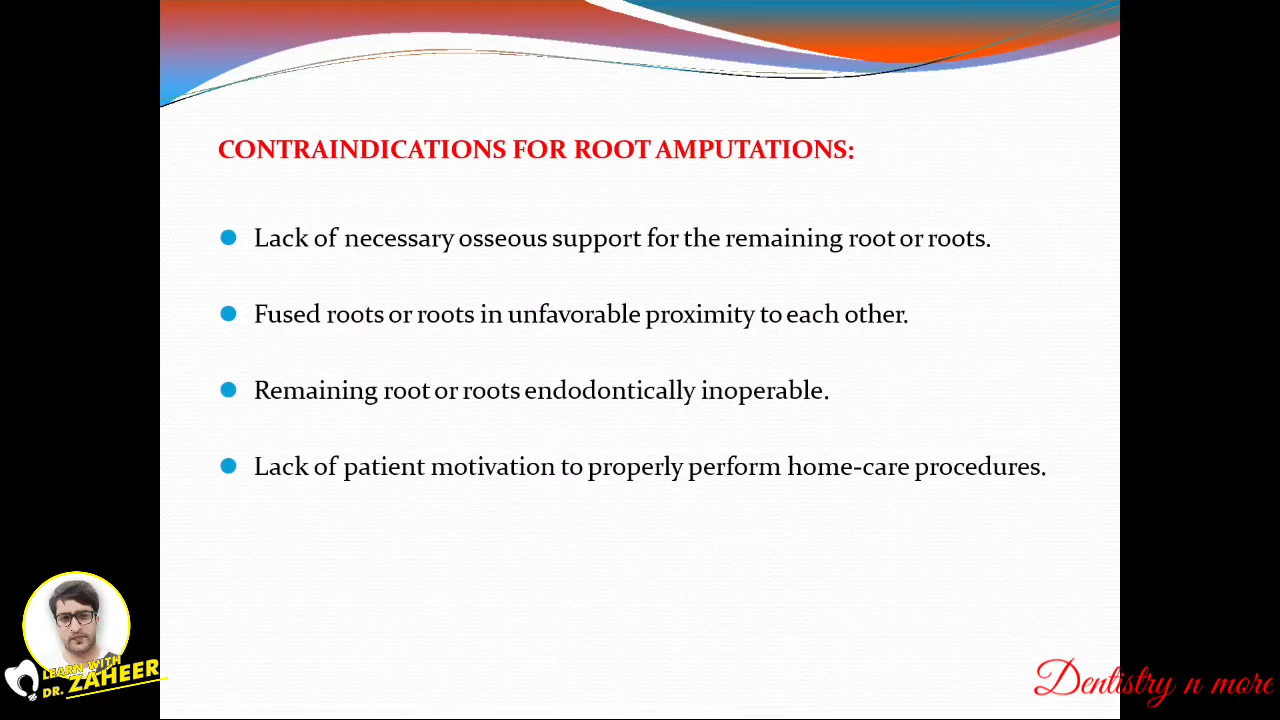 CONTRAINDICATIONS FOR ROOT AMPUTATIONS:
Lack of necessary osseous support for the remaining root or roots.
Fused roots or roots in unfavorable proximity to each other.
Remaining root or roots endodontically inoperable.
Lack of patient motivation to properly perform home-care procedures.
LEARN WITH
DR. ZAHEER
Dentistry n more